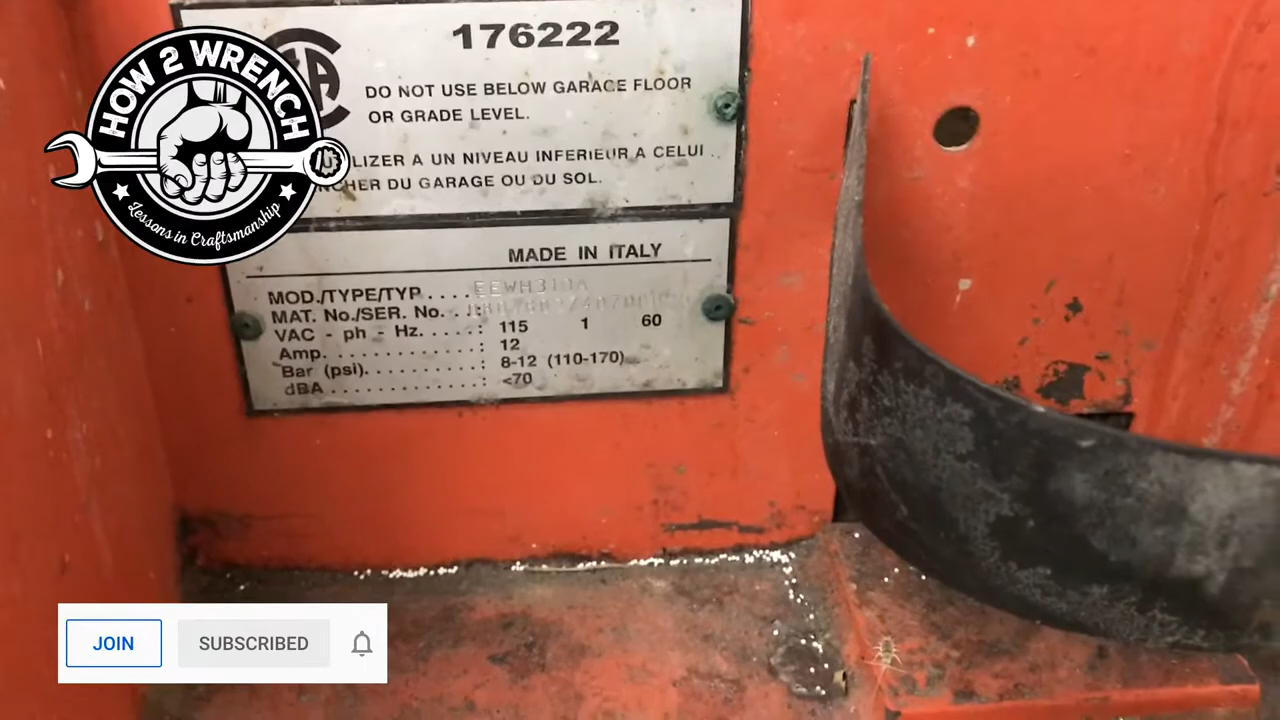 HOW 2 WRENCH
Lessons in Craftsmanship
176222
DO NOT USE BELOW GARAGE FLOOR
OR GRADE LEVEL.
LIZER A UN NIVEAU INFERIEUR A CELUI
NCHER DU GARAGE OU DU SOL.
MADE IN ITALY
MOD./TYPE/TYP . . . . EEWH310A
MAT. No./SER. No. . .:
VAC - ph - Hz. . . . . . : 115 1 60
Amp. . . . . . . . . . . . : 12
Bar (psi). . . . . . . . . . : 8-12 (110-170)
dBA . . . . . . . . . . . . : <70
JOIN SUBSCRIBED